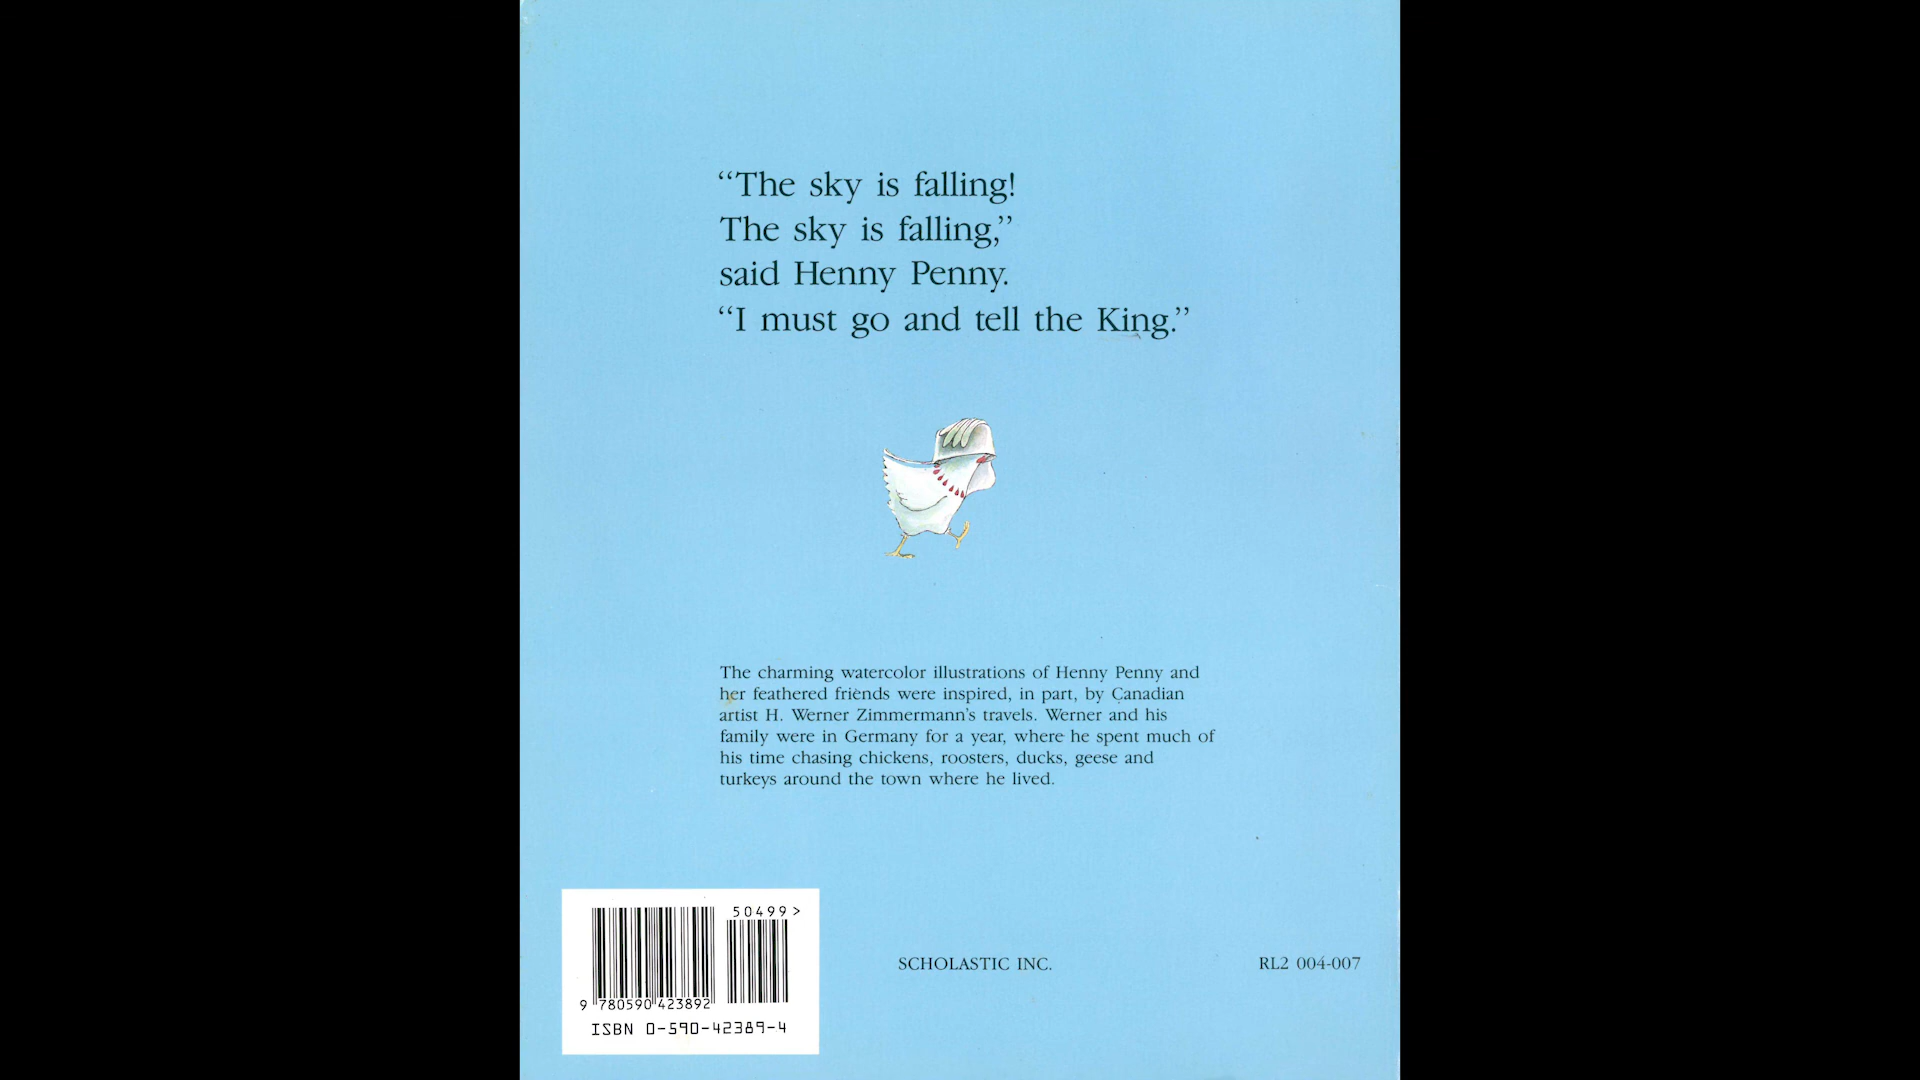 “The sky is falling!
The sky is falling,”
said Henny Penny.
“I must go and tell the King.”
The charming watercolor illustrations of Henny Penny and
her feathered friends were inspired, in part, by Canadian
artist H. Werner Zimmermann’s travels. Werner and his
family were in Germany for a year, where he spent much of
his time chasing chickens, roosters, ducks, geese and
turkeys around the town where he lived.
50499>
9 780590 423892
ISBN 0-590-42389-4
SCHOLASTIC INC.
RL2 004-007